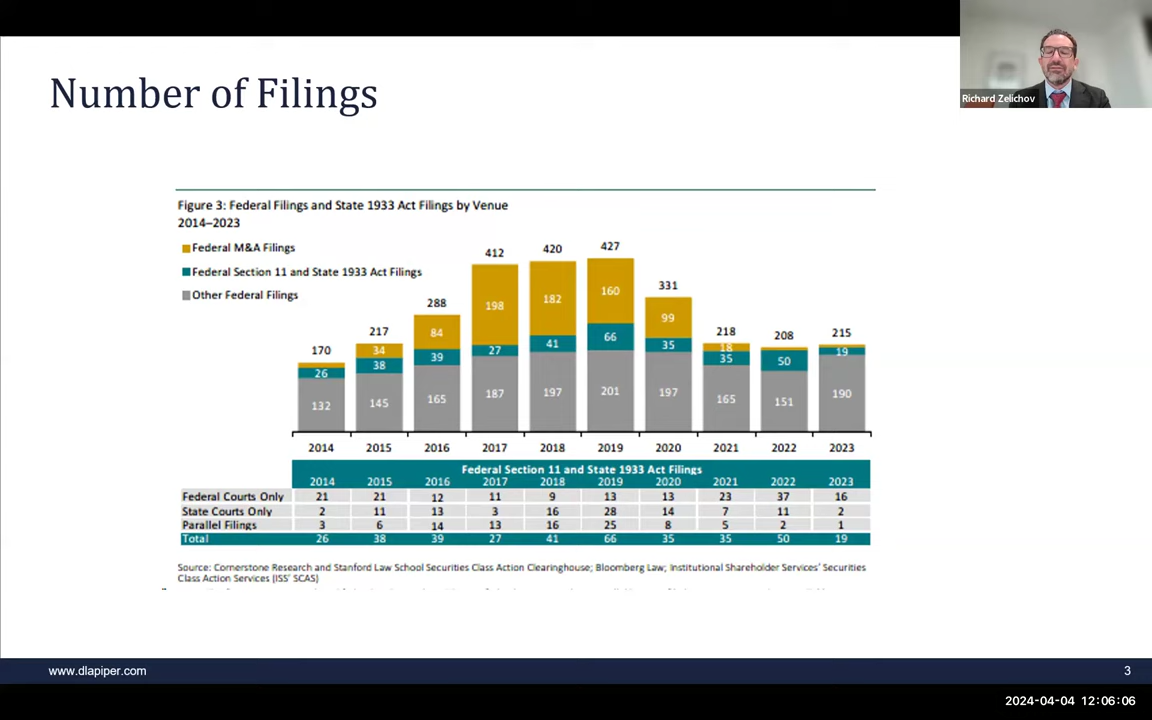 Number of Filings
Richard Zelichov
Figure 3: Federal Filings and State 1933 Act Filings by Venue
2014–2023
Federal M&A Filings
Federal Section 11 and State 1933 Act Filings
Other Federal Filings
170 217 288 412 420 427 331 218 208 215
34 84 198 182 160 99 18
26 38 39 27 41 66 35 35 50 19
132 145 165 187 197 201 197 165 151 190
2014 2015 2016 2017 2018 2019 2020 2021 2022 2023
Federal Section 11 and State 1933 Act Filings
2014 2015 2016 2017 2018 2019 2020 2021 2022 2023
Federal Courts Only 21 21 12 11 9 13 13 23 37 16
State Courts Only 2 11 13 3 16 28 14 7 11 2
Parallel Filings 3 6 14 13 16 25 8 5 2 1
Total 26 38 39 27 41 66 35 35 50 19
Source: Cornerstone Research and Stanford Law School Securities Class Action Clearinghouse; Bloomberg Law; Institutional Shareholder Services' Securities
Class Action Services (ISS' SCAS)
www.dlapiper.com
3
2024-04-04 12:06:06